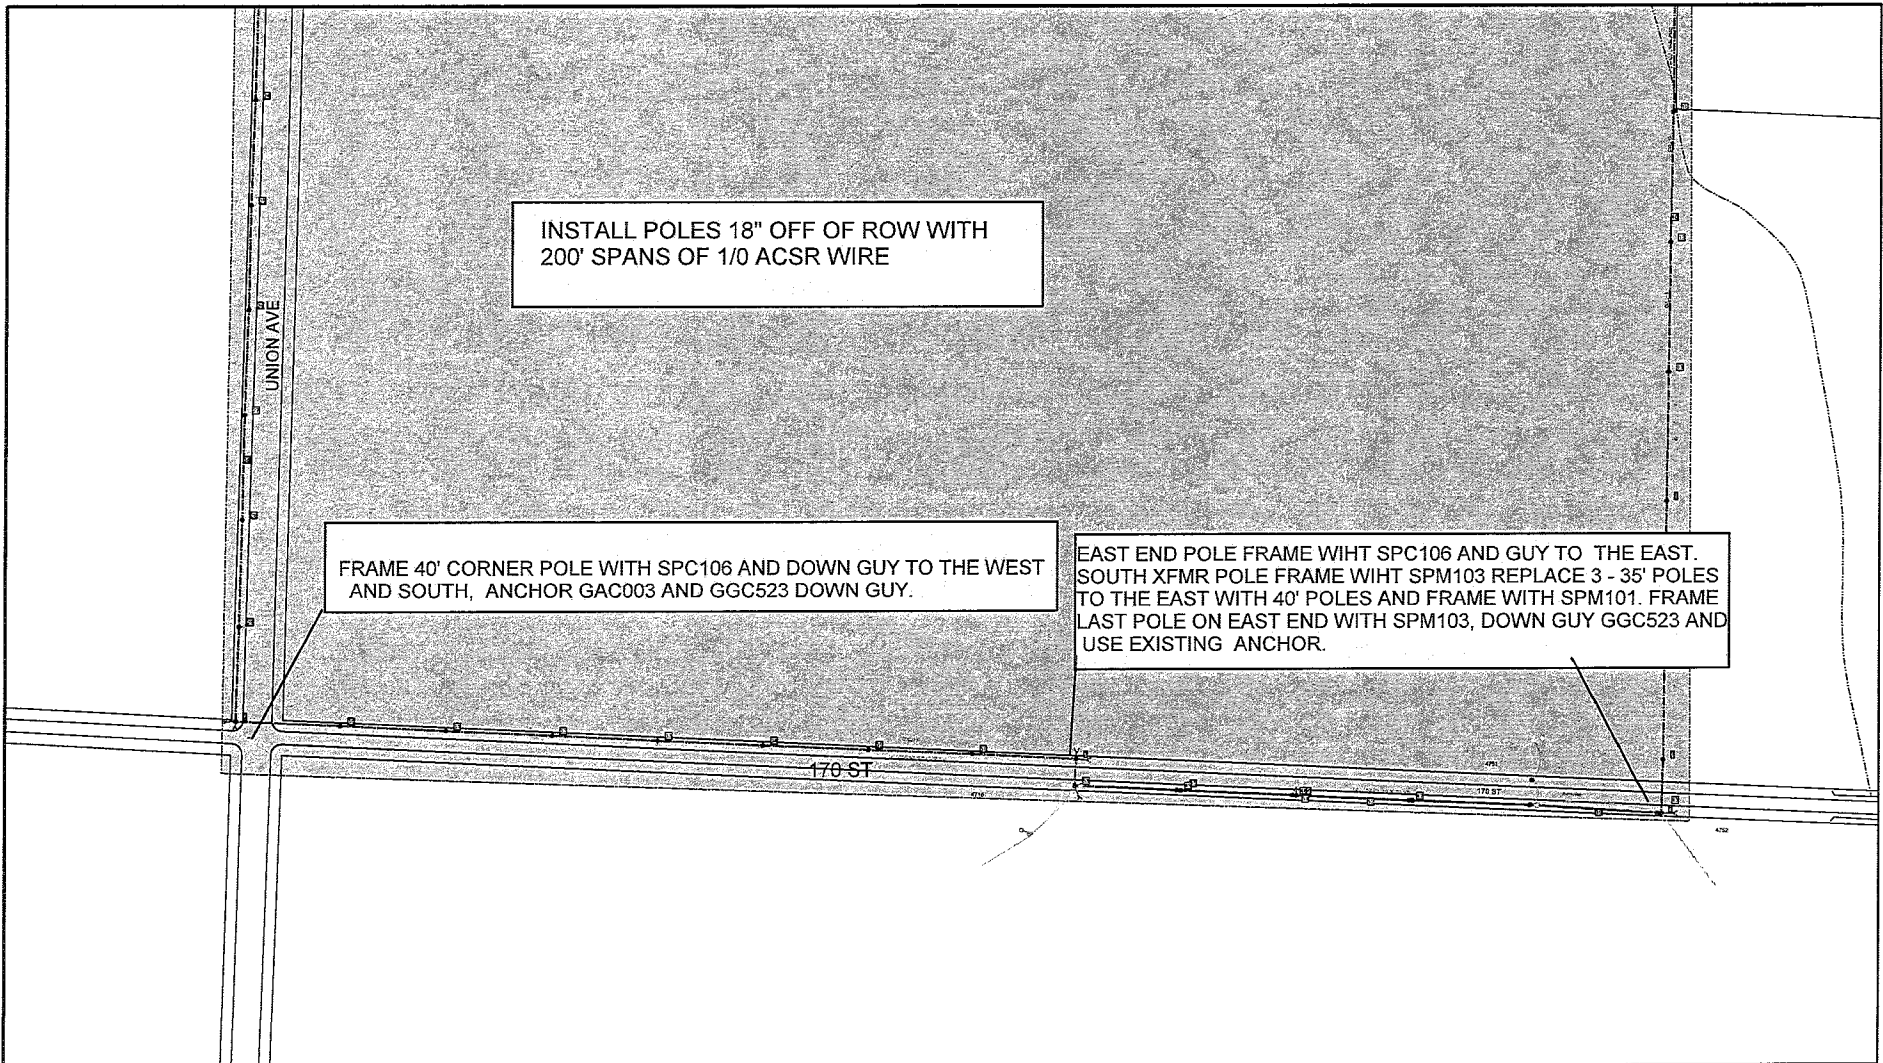 INSTALL POLES 18" OFF OF ROW WITH
200' SPANS OF 1/0 ACSR WIRE
UNION AVE
FRAME 40' CORNER POLE WITH SPC106 AND DOWN GUY TO THE WEST
AND SOUTH, ANCHOR GAC003 AND GGC523 DOWN GUY.
EAST END POLE FRAME WIHT SPC106 AND GUY TO THE EAST.
SOUTH XFMR POLE FRAME WIHT SPM103 REPLACE 3 - 35' POLES
TO THE EAST WITH 40' POLES AND FRAME WITH SPM101. FRAME
LAST POLE ON EAST END WITH SPM103, DOWN GUY GGC523 AND
USE EXISTING ANCHOR.
170 ST
170 ST
4752